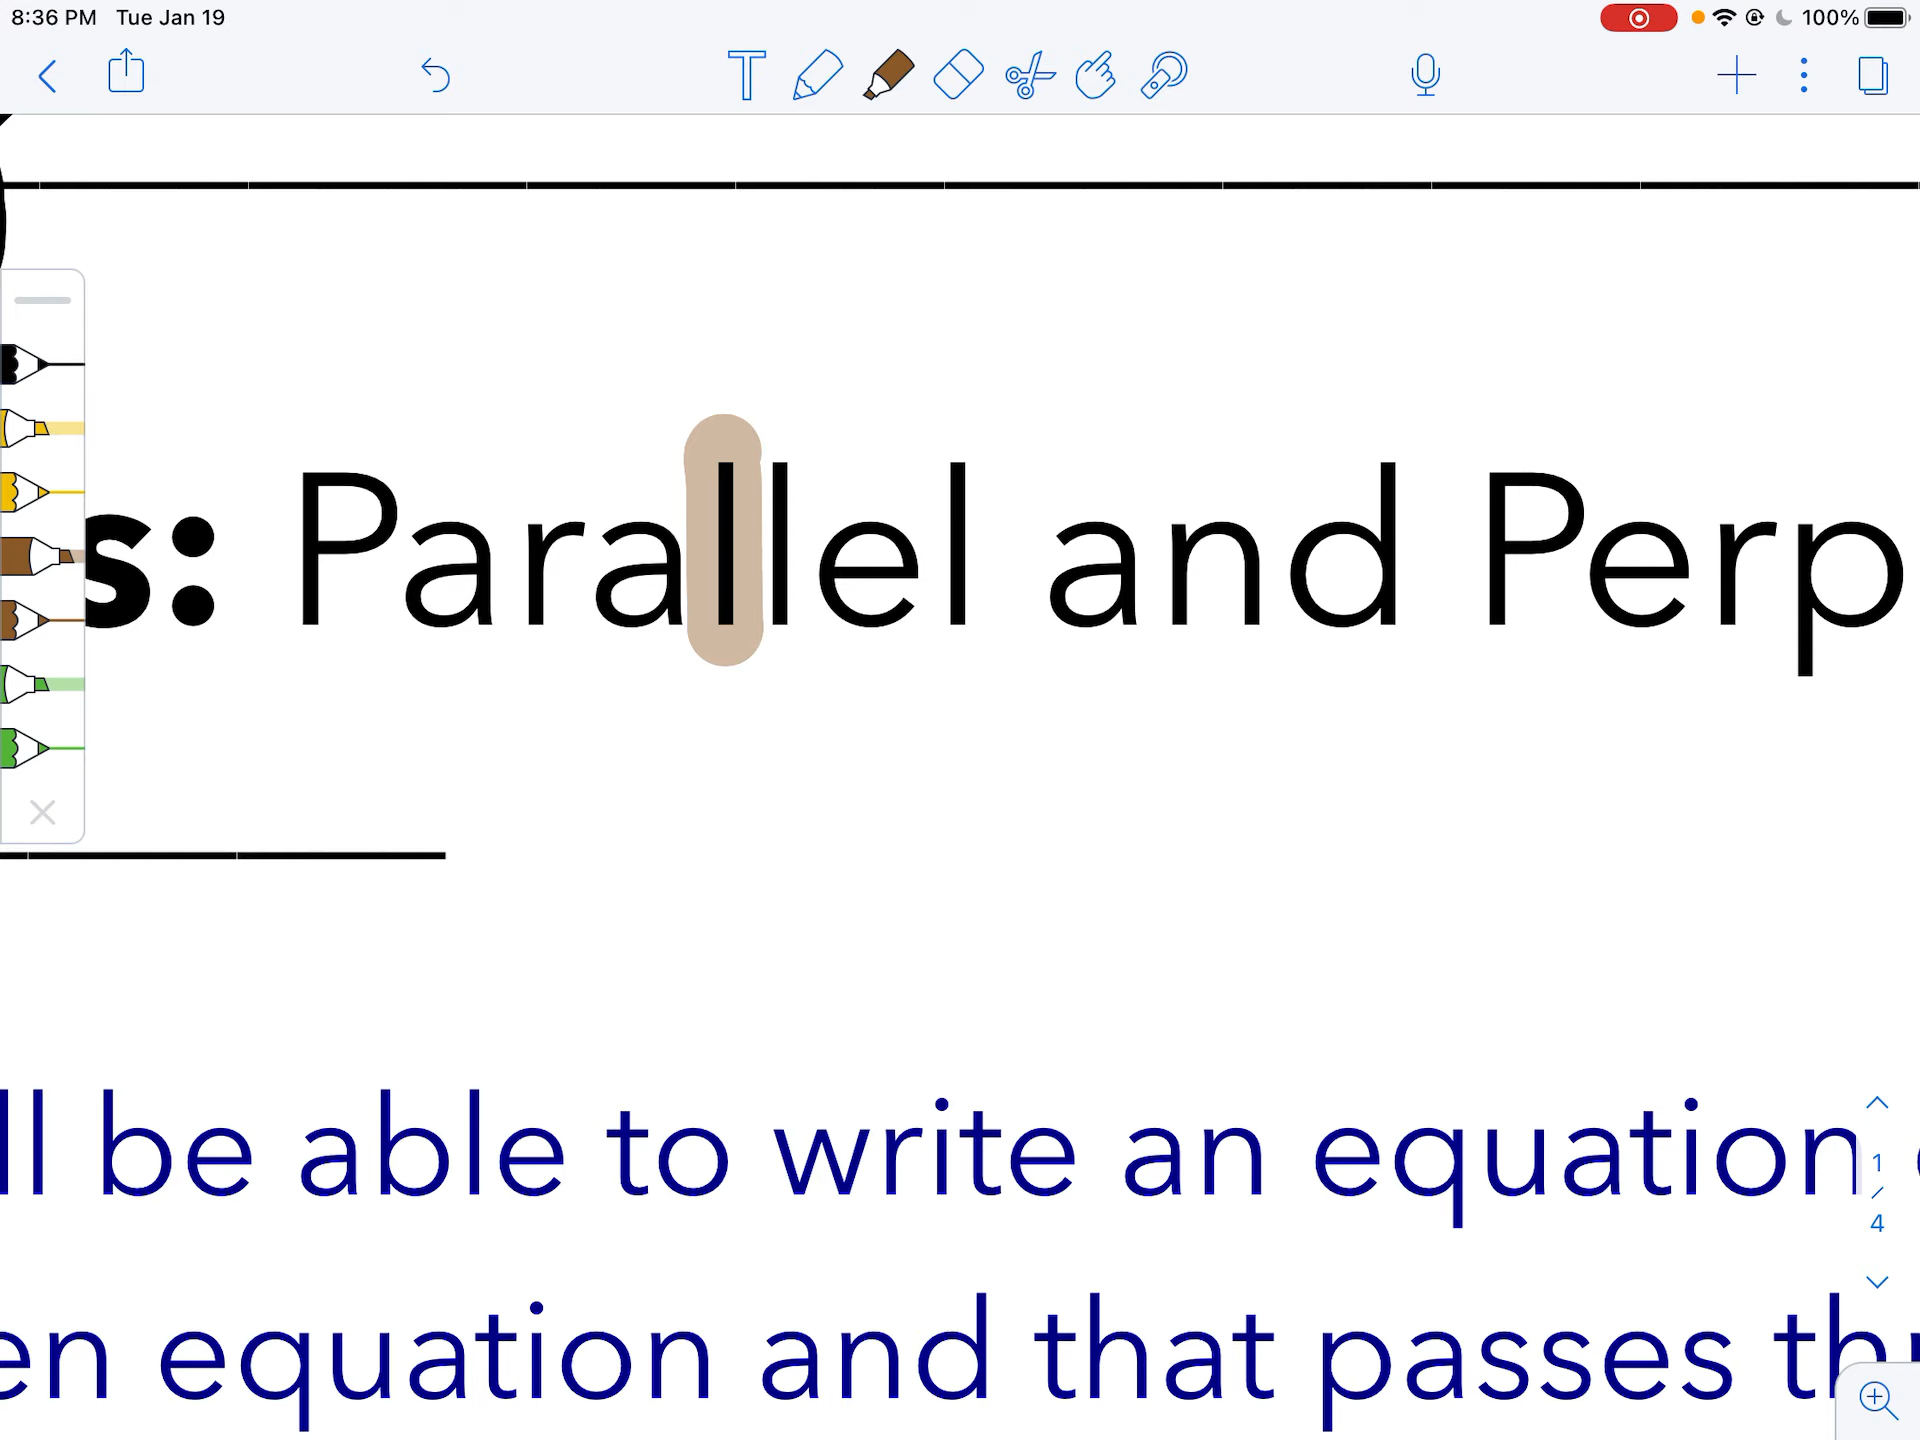 8:36 PM Tue Jan 19 100%
s: Parallel and Perp
ll be able to write an equation
1
/
4
en equation and that passes thr